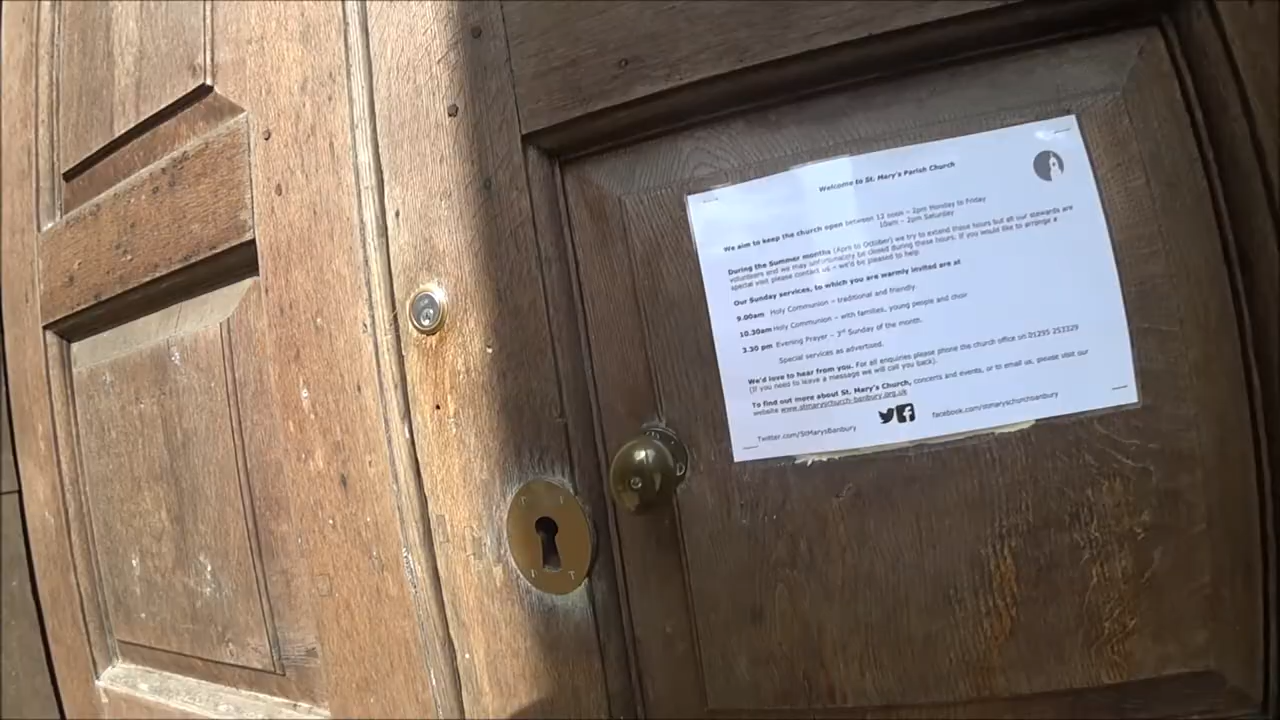 Welcome to St. Mary's Parish Church
We aim to keep the church open between 12 noon – 2pm Monday to Friday
10am – 2pm Saturday
During the Summer months (April to October) we try to extend these hours but all our stewards are
volunteers and we may unfortunately be closed during these hours. If you would like to arrange a
special visit please contact us – we'd be pleased to help.
Our Sunday services, to which you are warmly invited are at
9.00am Holy Communion – traditional and friendly.
10.30am Holy Communion – with families, young people and choir
3.30 pm Evening Prayer – 3rd Sunday of the month.
Special services as advertised.
We'd love to hear from you. For all enquiries please phone the church office on 01295 253329
(If you need to leave a message we will call you back).
To find out more about St. Mary's Church, concerts and events, or to email us, please visit our
website www.stmaryschurch-banbury.org.uk
Twitter.com/StMarysBanbury
facebook.com/stmaryschurchbanbury